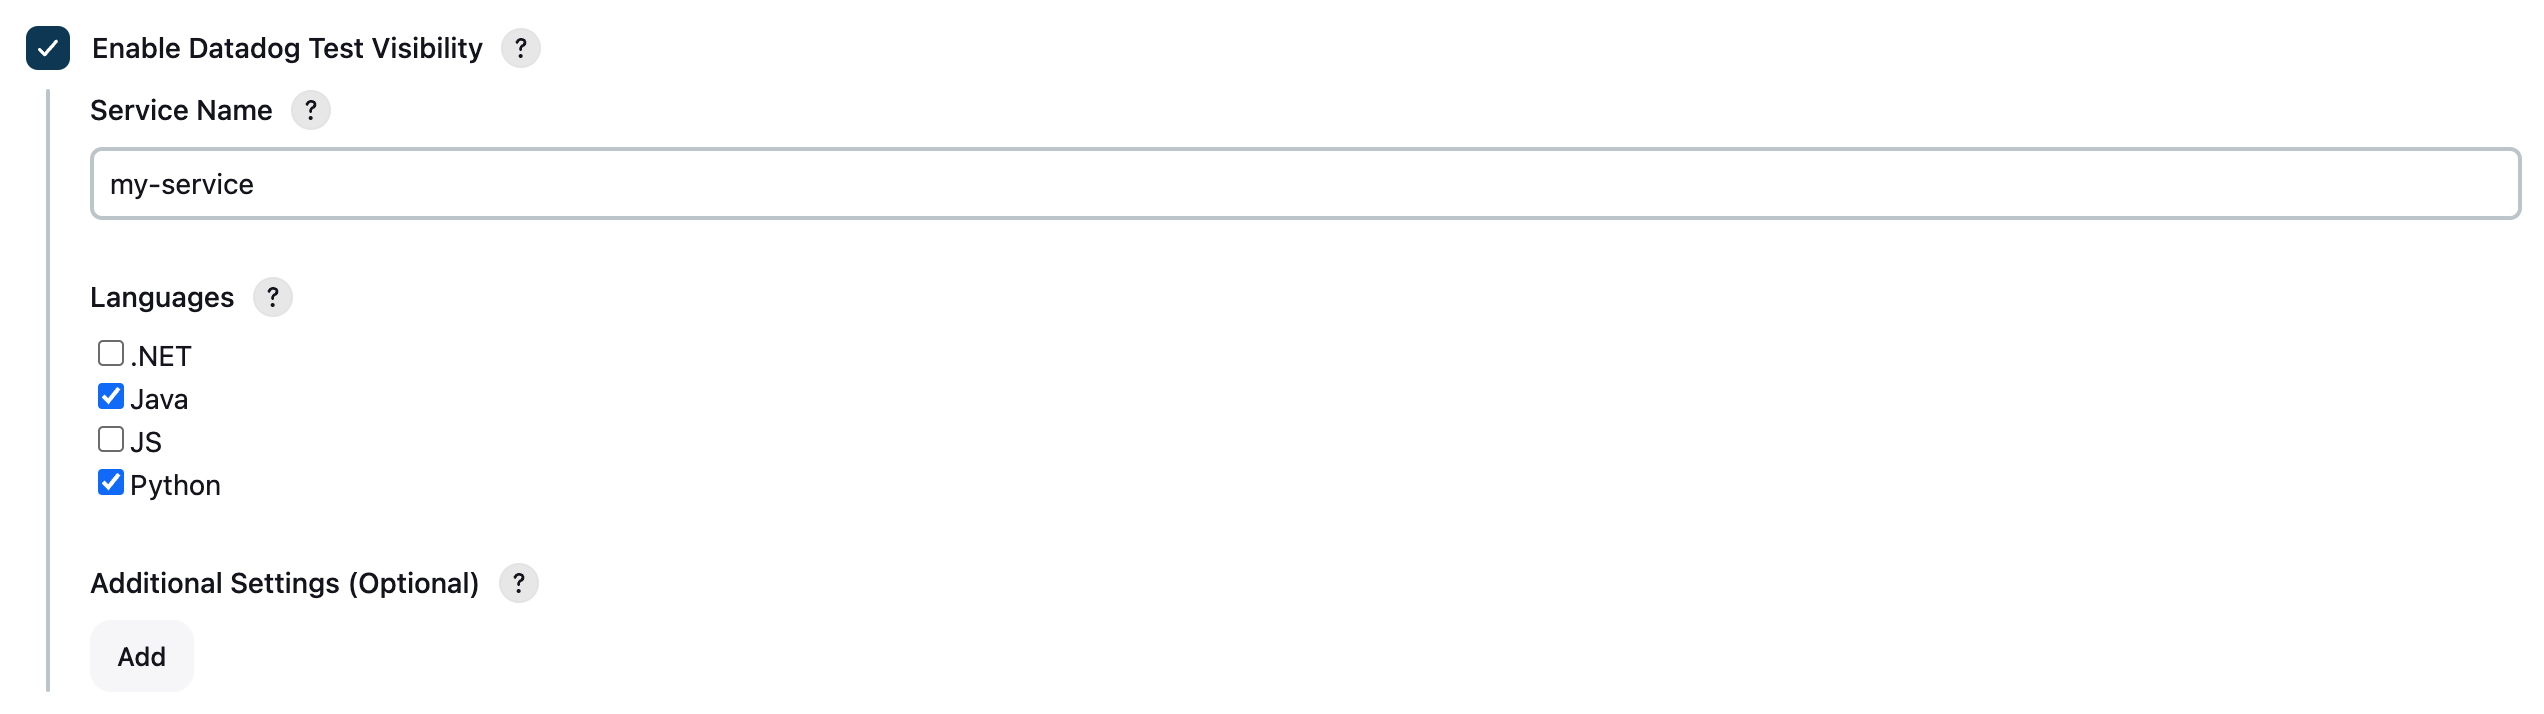 Enable Datadog Test Visibility ?
Service Name ?
my-service
Languages ?
.NET
Java
JS
Python
Additional Settings (Optional) ?
Add